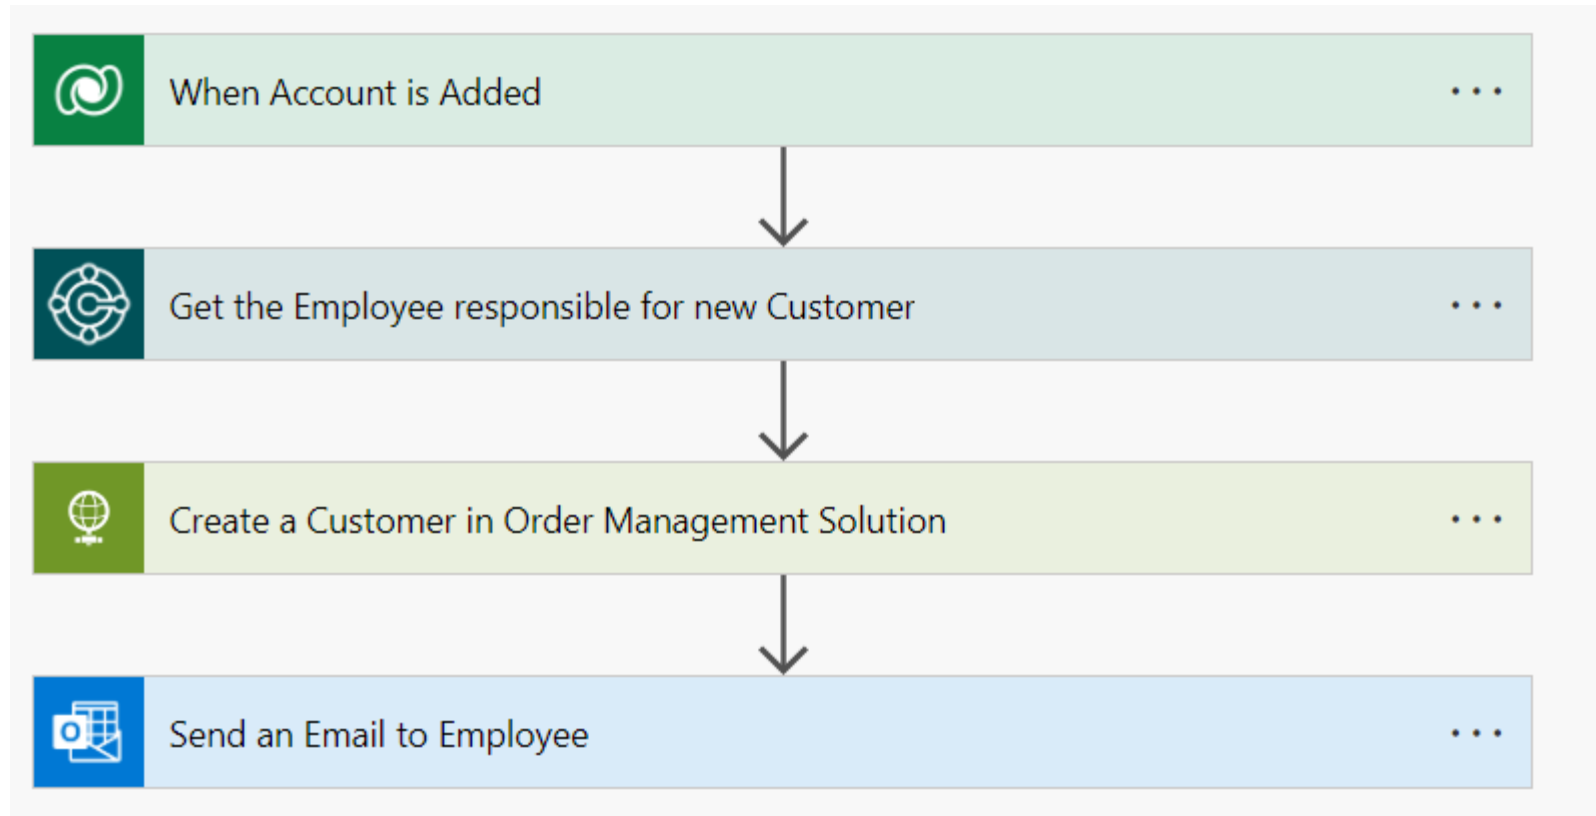 When Account is Added
Get the Employee responsible for new Customer
Create a Customer in Order Management Solution
Send an Email to Employee